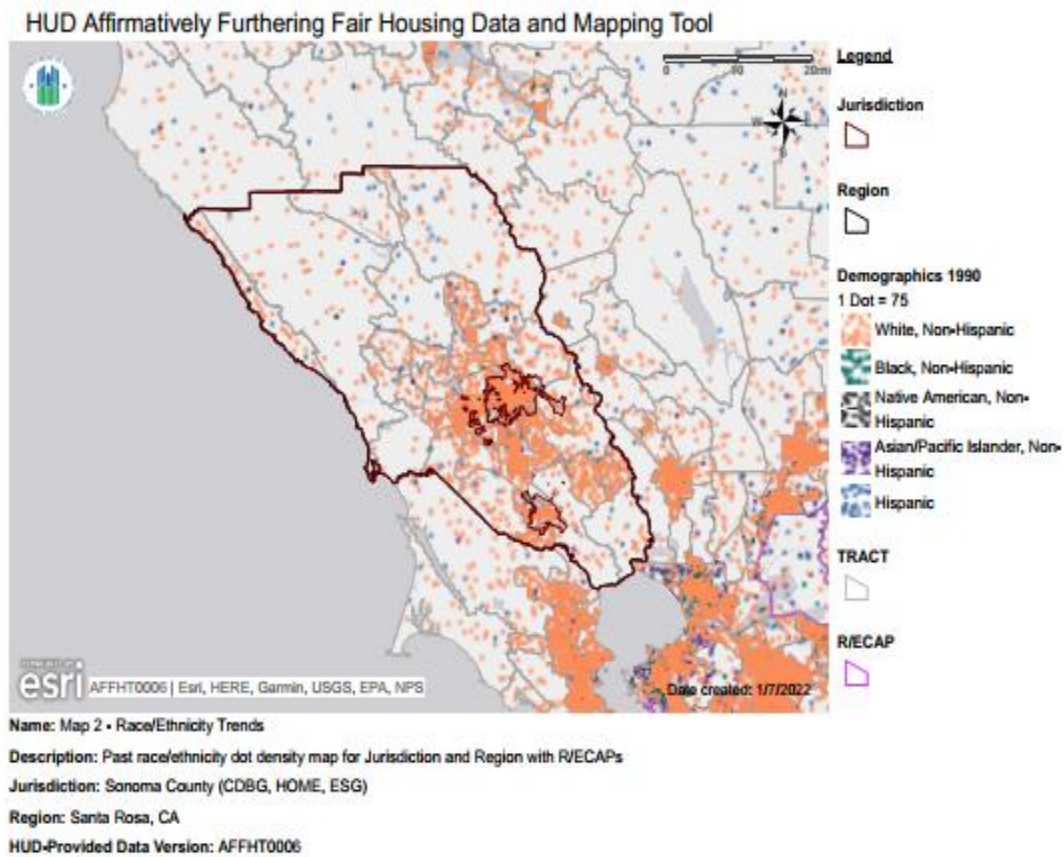 HUD Affirmatively Furthering Fair Housing Data and Mapping Tool
0 20mi
N
W
S
Legend
Jurisdiction
Region
Demographics 1990
1 Dot = 75
White, Non-Hispanic
Black, Non-Hispanic
Native American, Non-
Hispanic
Asian/Pacific Islander, Non-
Hispanic
Hispanic
TRACT
R/ECAP
esri
AFFHT0006 | Esri, HERE, Garmin, USGS, EPA, NPS
Date created: 1/7/2022
Name: Map 2 - Race/Ethnicity Trends
Description: Past race/ethnicity dot density map for Jurisdiction and Region with R/ECAPs
Jurisdiction: Sonoma County (CDBG, HOME, ESG)
Region: Santa Rosa, CA
HUD-Provided Data Version: AFFHT0006